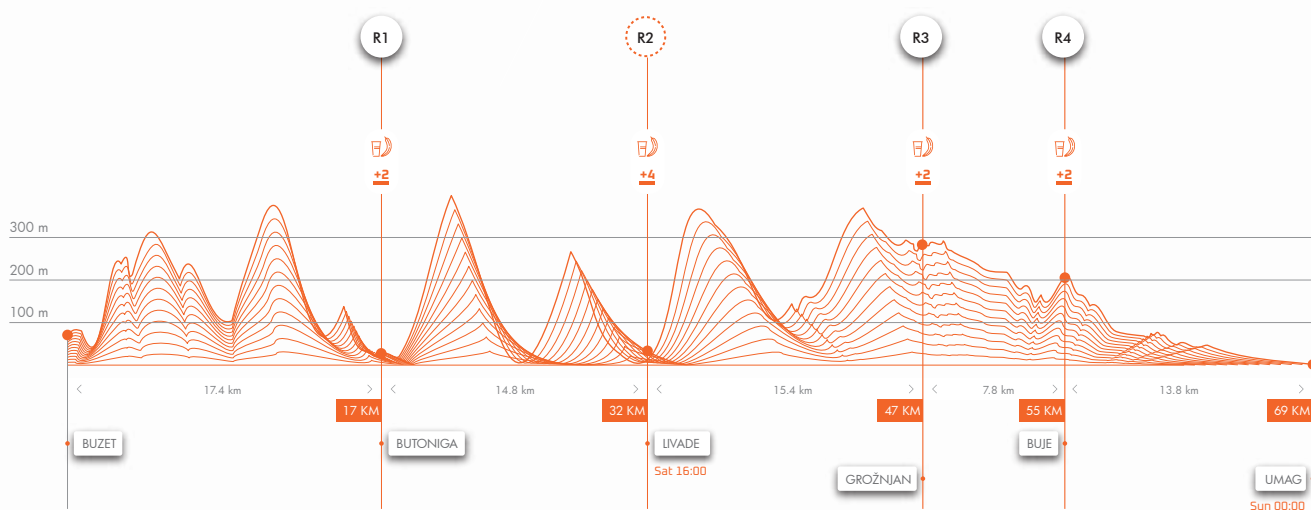 R1
R2
R3
R4
+2
+4
+2
+2
300 m
200 m
100 m
17.4 km
14.8 km
15.4 km
7.8 km
13.8 km
17 KM
32 KM
47 KM
55 KM
69 KM
BUZET
BUTONIGA
LIVADE
BUJE
Sat 16:00
GROŽNJAN
UMAG
Sun 00:00